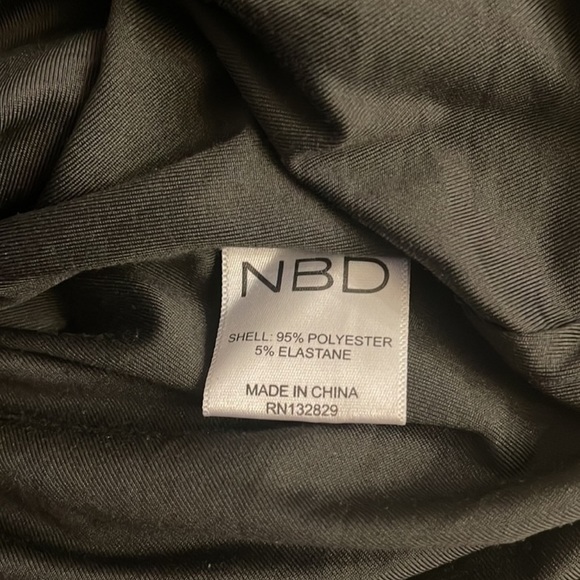 NBD
SHELL: 95% POLYESTER
5% ELASTANE
MADE IN CHINA
RN132829